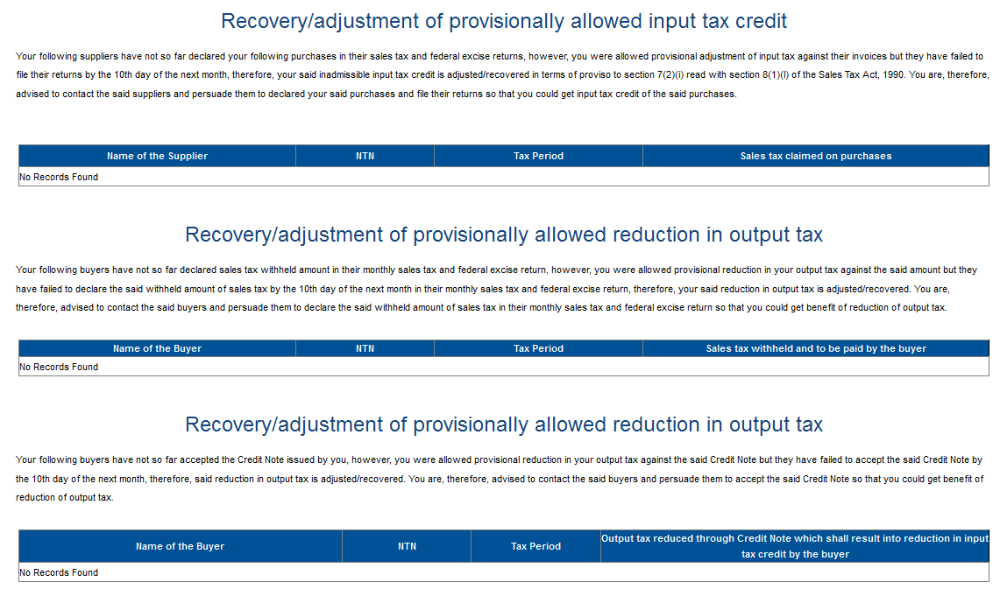 Recovery/adjustment of provisionally allowed input tax credit
Your following suppliers have not so far declared your following purchases in their sales tax and federal excise returns, however, you were allowed provisional adjustment of input tax against their invoices but they have failed to
file their returns by the 10th day of the next month, therefore, your said inadmissible input tax credit is adjusted/recovered in terms of proviso to section 7(2)(i) read with section 8(1)(l) of the Sales Tax Act, 1990. You are, therefore,
advised to contact the said suppliers and persuade them to declared your said purchases and file their returns so that you could get input tax credit of the said purchases.
Name of the Supplier NTN Tax Period Sales tax claimed on purchases
No Records Found
Recovery/adjustment of provisionally allowed reduction in output tax
Your following buyers have not so far declared sales tax withheld amount in their monthly sales tax and federal excise return, however, you were allowed provisional reduction in your output tax against the said amount but they
have failed to declare the said withheld amount of sales tax by the 10th day of the next month in their monthly sales tax and federal excise return, therefore, your said reduction in output tax is adjusted/recovered. You are,
therefore, advised to contact the said buyers and persuade them to declare the said withheld amount of sales tax in their monthly sales tax and federal excise return so that you could get benefit of reduction of output tax.
Name of the Buyer NTN Tax Period Sales tax withheld and to be paid by the buyer
No Records Found
Recovery/adjustment of provisionally allowed reduction in output tax
Your following buyers have not so far accepted the Credit Note issued by you, however, you were allowed provisional reduction in your output tax against the said Credit Note but they have failed to accept the said Credit Note by
the 10th day of the next month, therefore, said reduction in output tax is adjusted/recovered. You are, therefore, advised to contact the said buyers and persuade them to accept the said Credit Note so that you could get benefit of
reduction of output tax.
Name of the Buyer NTN Tax Period Output tax reduced through Credit Note which shall result into reduction in input
tax credit by the buyer
No Records Found